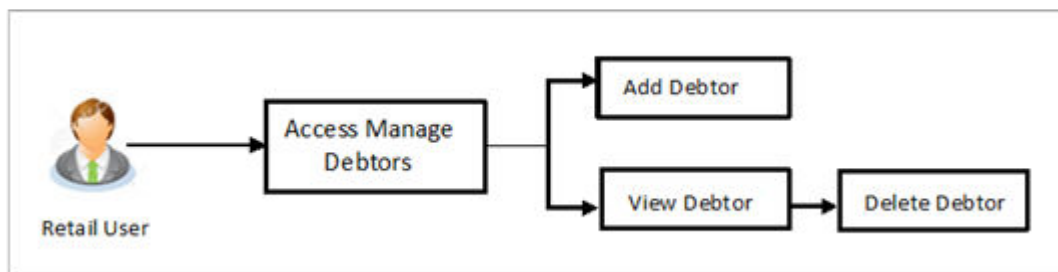 Retail User
Access Manage
Debtors
Add Debtor
View Debtor
Delete Debtor